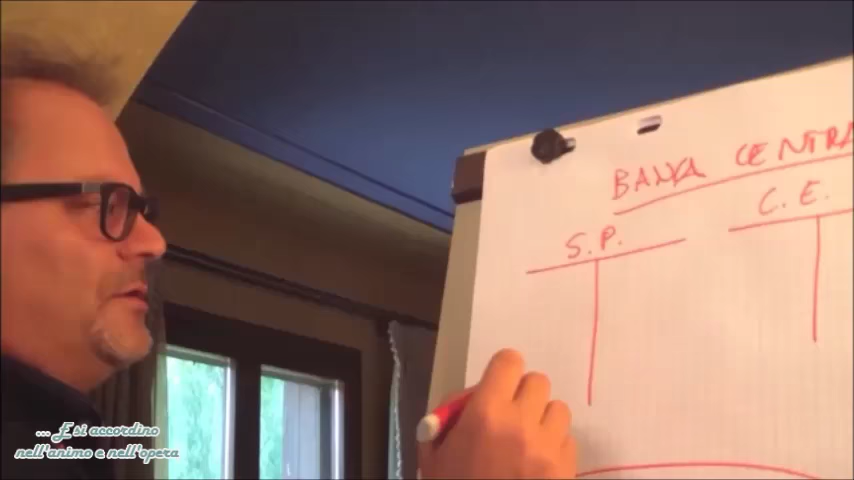 BANCA CENTRA
S.P.
C.E.
... E si accordino
nell'animo e nell'opera